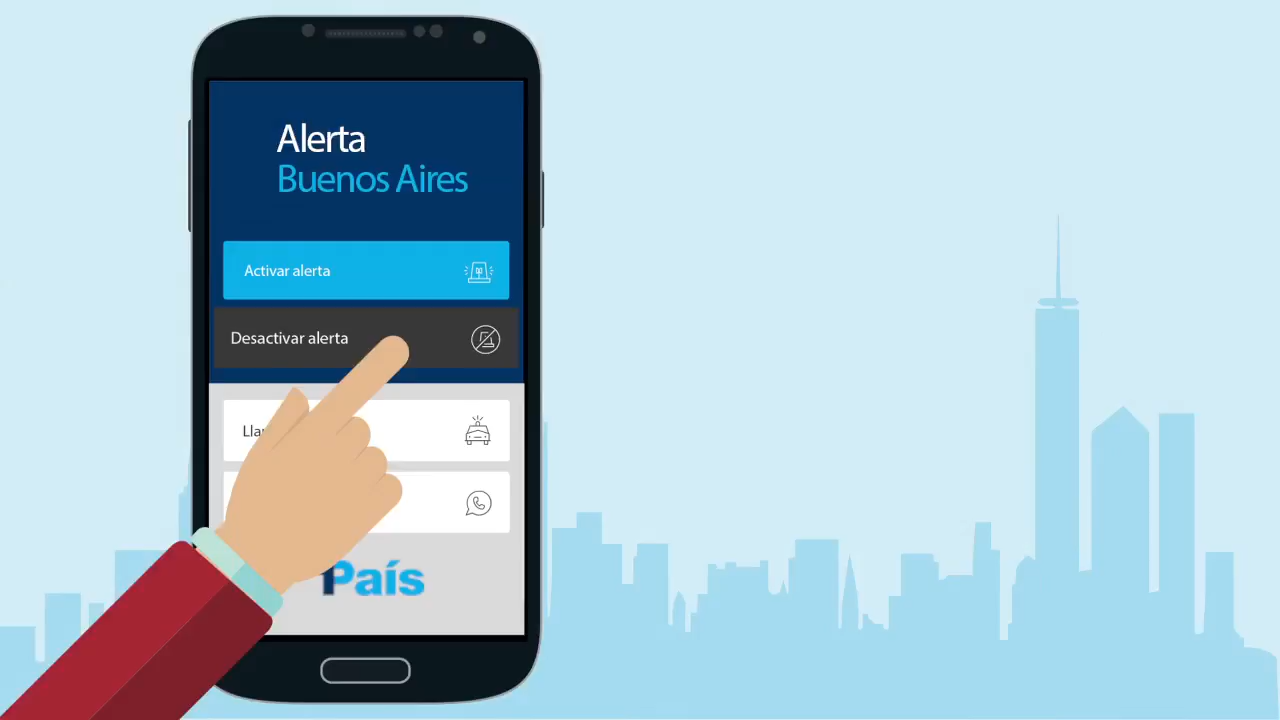 Alerta
Buenos Aires
Activar alerta
Desactivar alerta
País